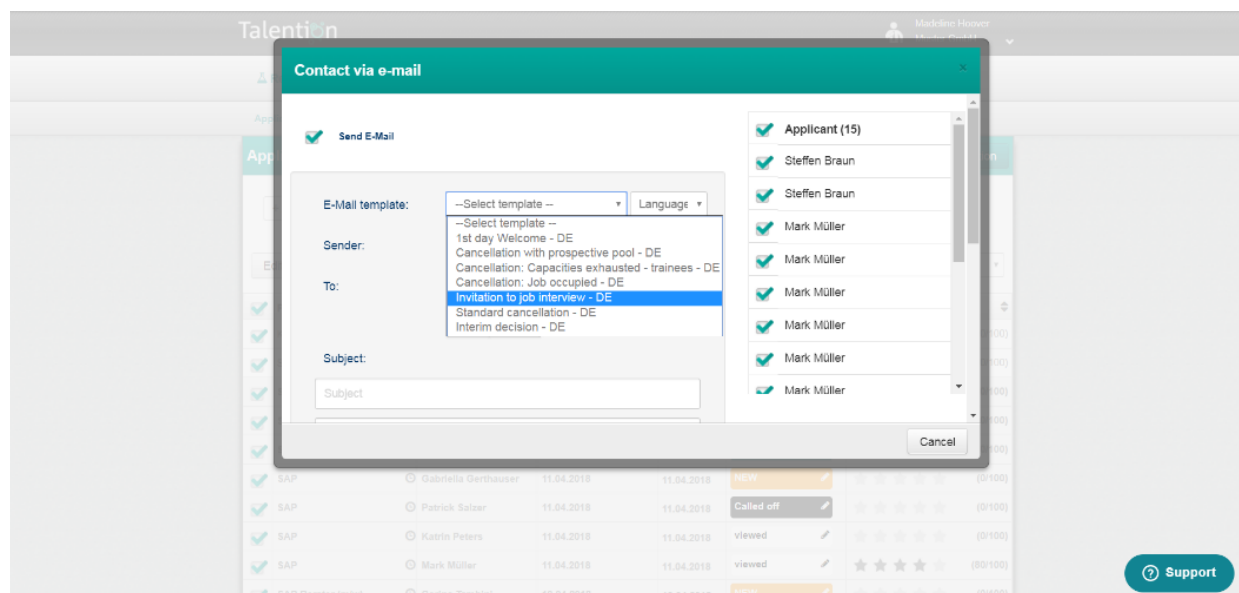 Talention
Madeline Hoover
Contact via e-mail
×
Send E-Mail
Applicant (15)
Steffen Braun
E-Mail template:
--Select template --
Language
Steffen Braun
--Select template --
1st day Welcome - DE
Mark Müller
Sender:
Cancellation with prospective pool - DE
Mark Müller
Cancellation: Capacities exhausted - trainees - DE
To:
Cancellation: Job occupied - DE
Mark Müller
Invitation to job interview - DE
Standard cancellation - DE
Mark Müller
Interim decision - DE
Subject:
Mark Müller
Subject
Mark Müller
Cancel
SAP Gabriella Gerthauser 11.04.2018 11.04.2018 NEW (0/100)
SAP Patrick Salzer 11.04.2018 11.04.2018 Called off (0/100)
SAP Katrin Peters 11.04.2018 11.04.2018 viewed (0/100)
SAP Mark Müller 11.04.2018 11.04.2018 viewed (80/100)
Support